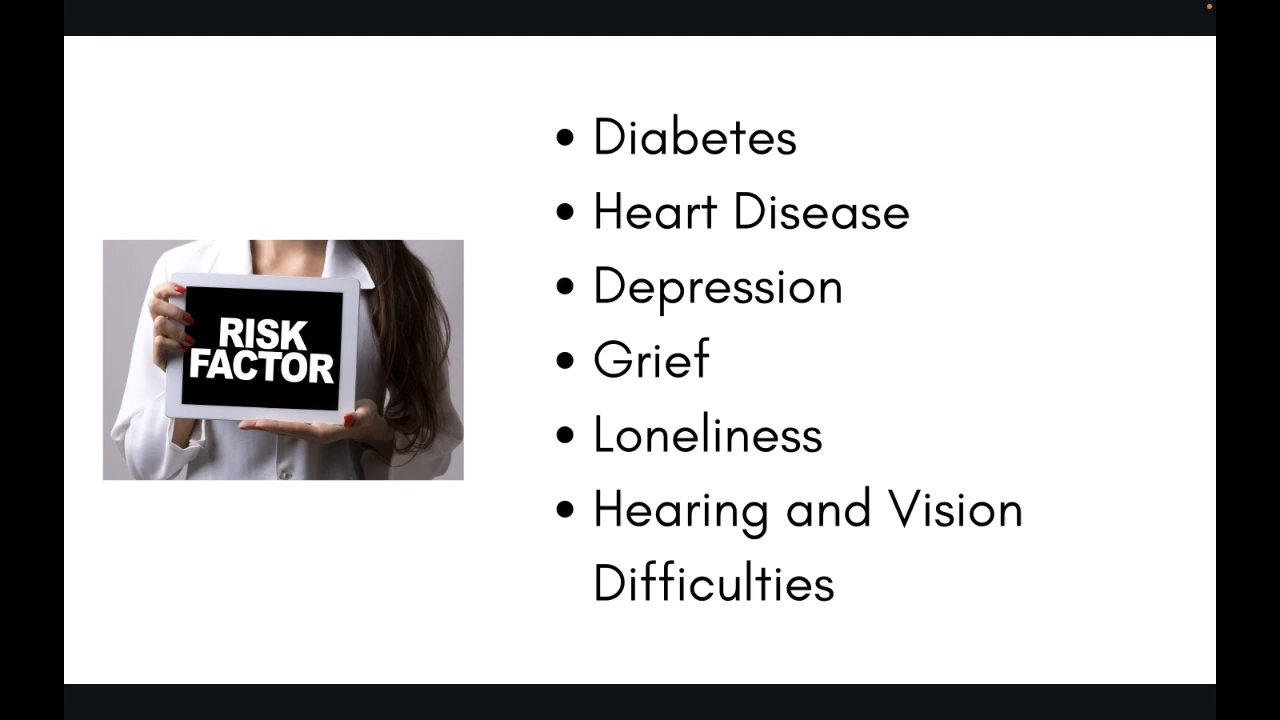 RISK
FACTOR
Diabetes
Heart Disease
Depression
Grief
Loneliness
Hearing and Vision
Difficulties